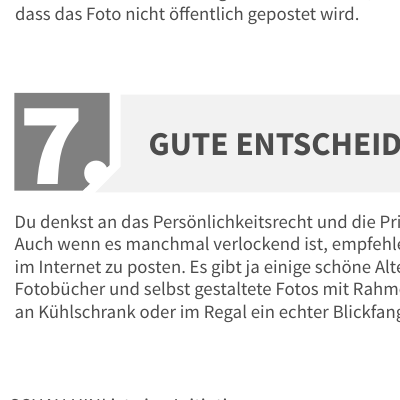 dass das Foto nicht öffentlich gepostet wird.
7.
GUTE ENTSCHEID
Du denkst an das Persönlichkeitsrecht und die Pri
Auch wenn es manchmal verlockend ist, empfehle
im Internet zu posten. Es gibt ja einige schöne Alte
Fotobücher und selbst gestaltete Fotos mit Rahme
an Kühlschrank oder im Regal ein echter Blickfang